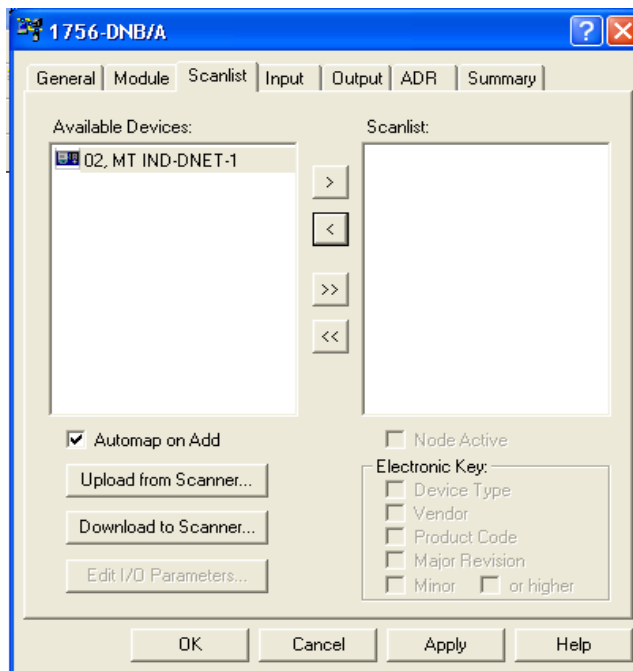 1756-DNB/A
General Module Scanlist Input Output ADR Summary
Available Devices:
Scanlist:
02, MT IND-DNET-1
>
<
>>
<<
Automap on Add
Upload from Scanner...
Download to Scanner...
Edit I/O Parameters...
Node Active
Electronic Key:
Device Type
Vendor
Product Code
Major Revision
Minor or higher
OK Cancel Apply Help